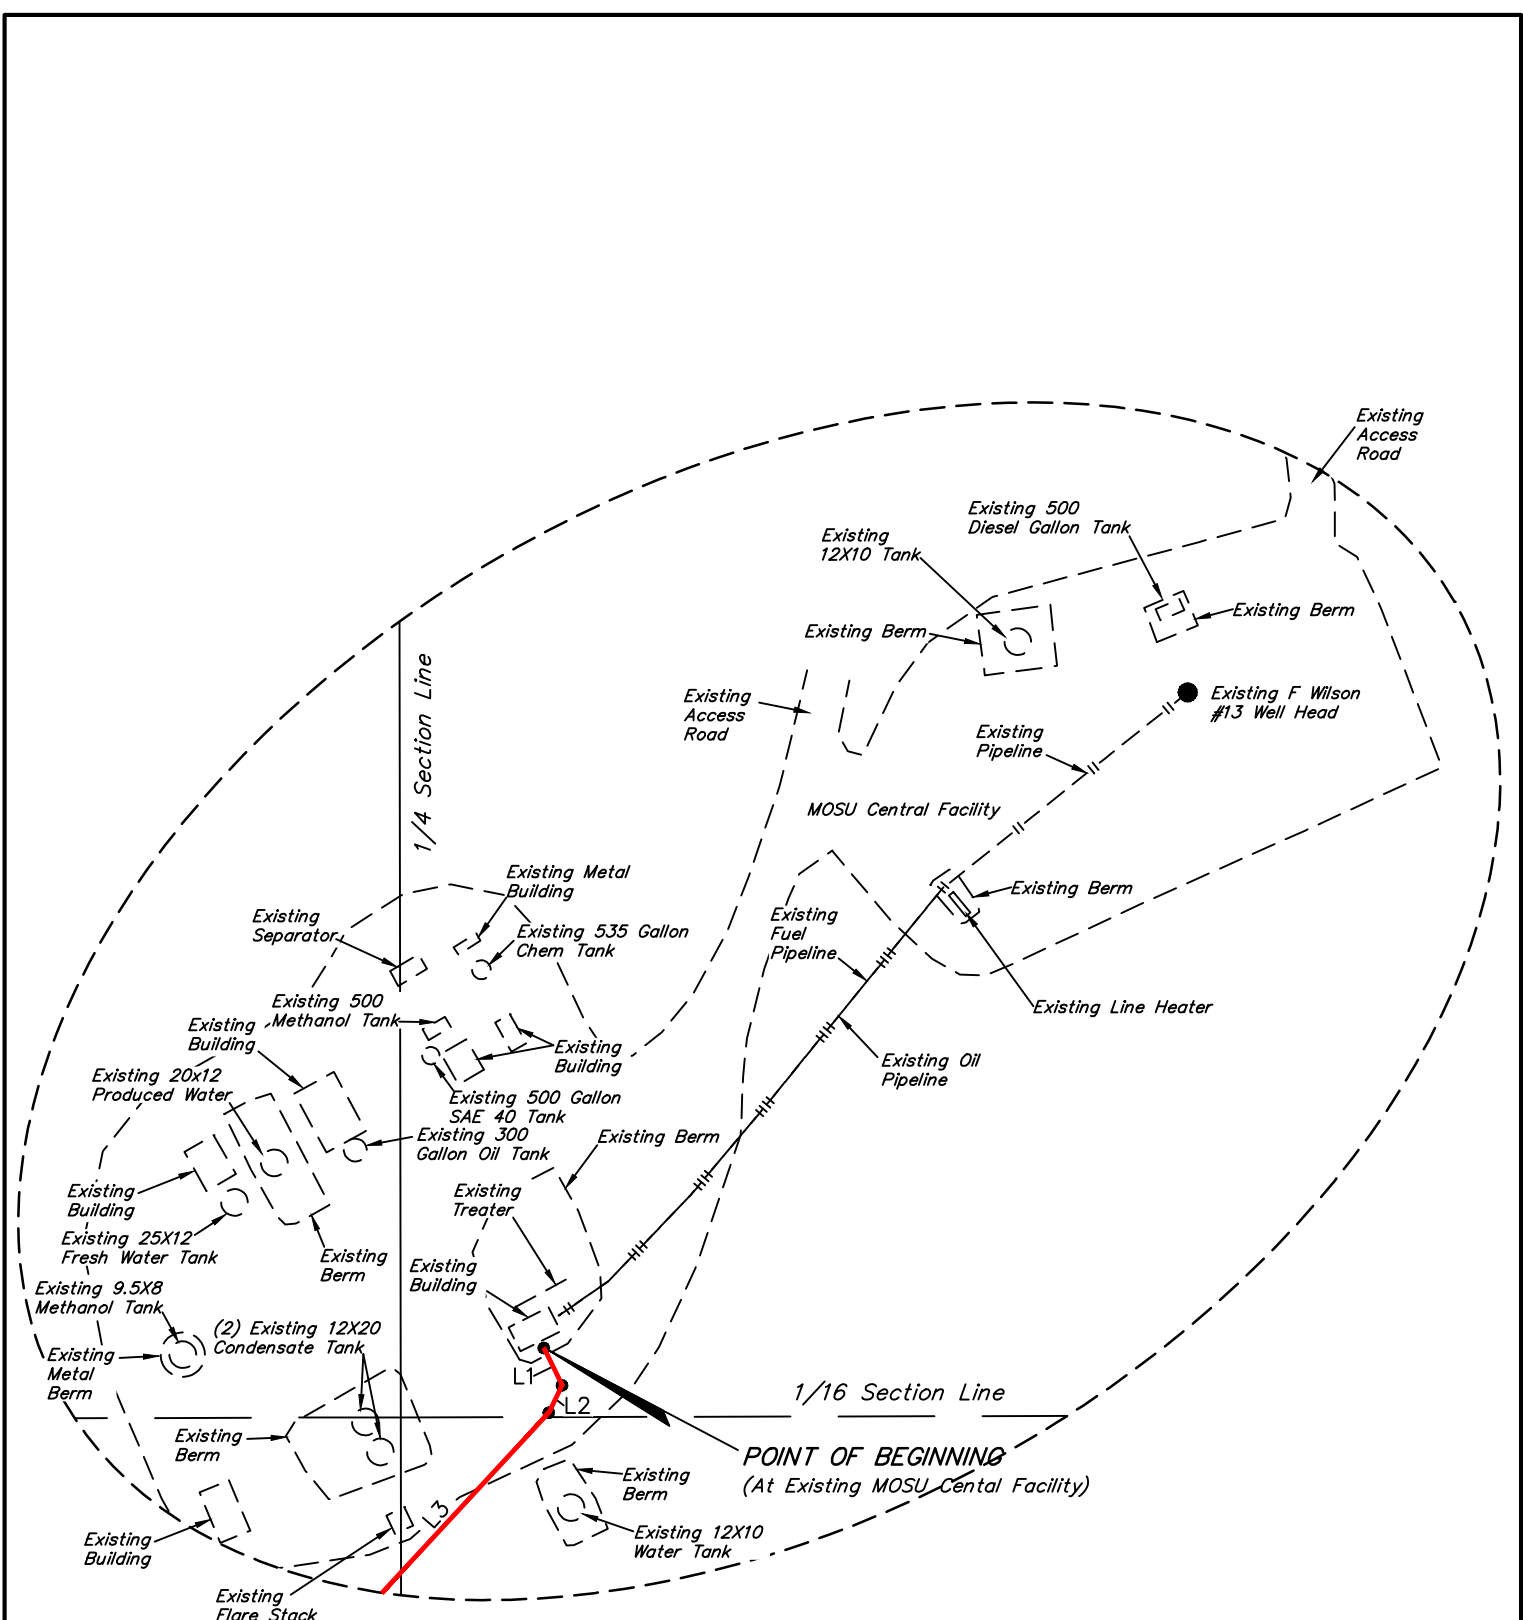 Existing
Access
Road
Existing 500
Diesel Gallon Tank
Existing
12X10 Tank
Existing Berm
Existing Berm
1/4 Section Line
Existing
Access
Road
Existing F Wilson
#13 Well Head
Existing
Pipeline
MOSU Central Facility
Existing Metal
Building
Existing Berm
Existing
Separator
Existing 535 Gallon
Chem Tank
Existing
Fuel
Pipeline
Existing 500
Methanol Tank
Existing Line Heater
Existing
Building
Existing
Building
Existing Oil
Pipeline
Existing 20x12
Produced Water
Existing 500 Gallon
SAE 40 Tank
Existing 300
Gallon Oil Tank
Existing Berm
Existing
Building
Existing
Treater
Existing 25X12
Fresh Water Tank
Existing
Berm
Existing
Building
Existing 9.5X8
Methanol Tank
(2) Existing 12X20
Condensate Tank
Existing
Metal
Berm
L1
L2
1/16 Section Line
Existing
Berm
POINT OF BEGINNING
(At Existing MOSU Cental Facility)
Existing
Berm
L3
Existing 12X10
Water Tank
Existing
Building
Existing
Flare Stack